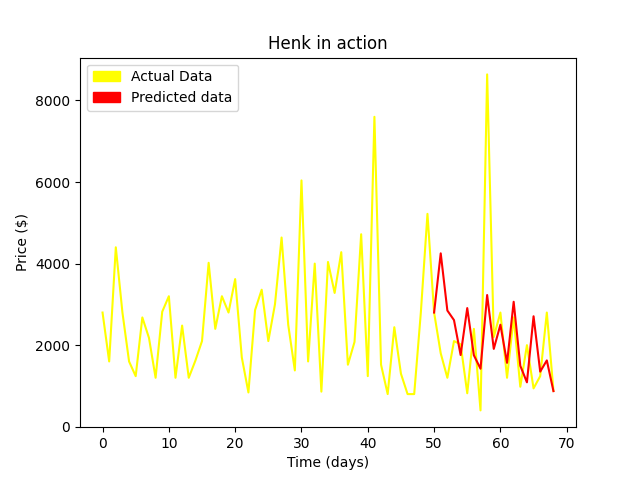 Henk in action
Actual Data
Predicted data
8000
6000
4000
2000
0
Price ($)
0 10 20 30 40 50 60 70
Time (days)